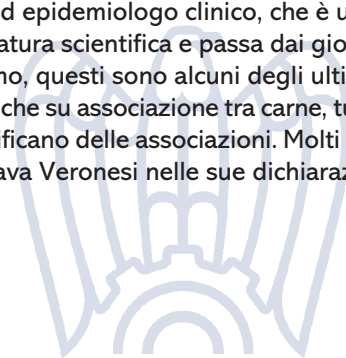 d epidemiologo clinico, che è u
atura scientifica e passa dai gio
no, questi sono alcuni degli ulti
che su associazione tra carne, tu
ificano delle associazioni. Molti
ava Veronesi nelle sue dichiaraz